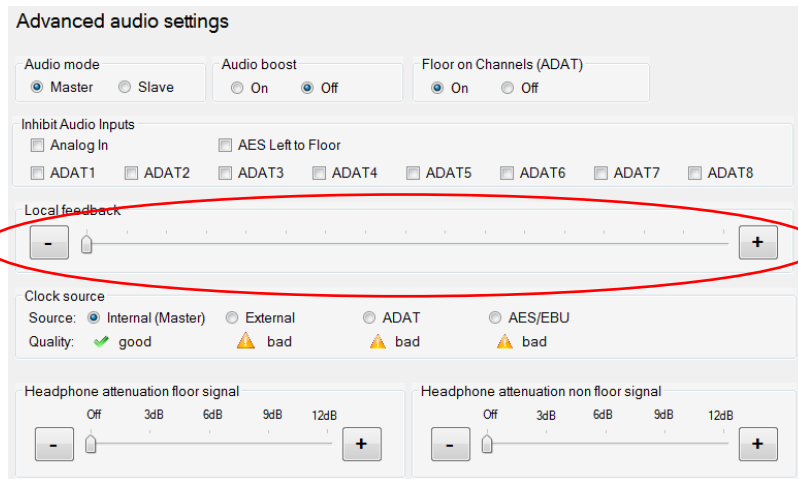 Advanced audio settings
Audio mode Audio boost Floor on Channels (ADAT)
Master Slave On Off On Off
Inhibit Audio Inputs
Analog In AES Left to Floor
ADAT1 ADAT2 ADAT3 ADAT4 ADAT5 ADAT6 ADAT7 ADAT8
Local feedback
- +
Clock source
Source: Internal (Master) External ADAT AES/EBU
Quality: good bad bad bad
Headphone attenuation floor signal Headphone attenuation non floor signal
Off 3dB 6dB 9dB 12dB Off 3dB 6dB 9dB 12dB
- + - +